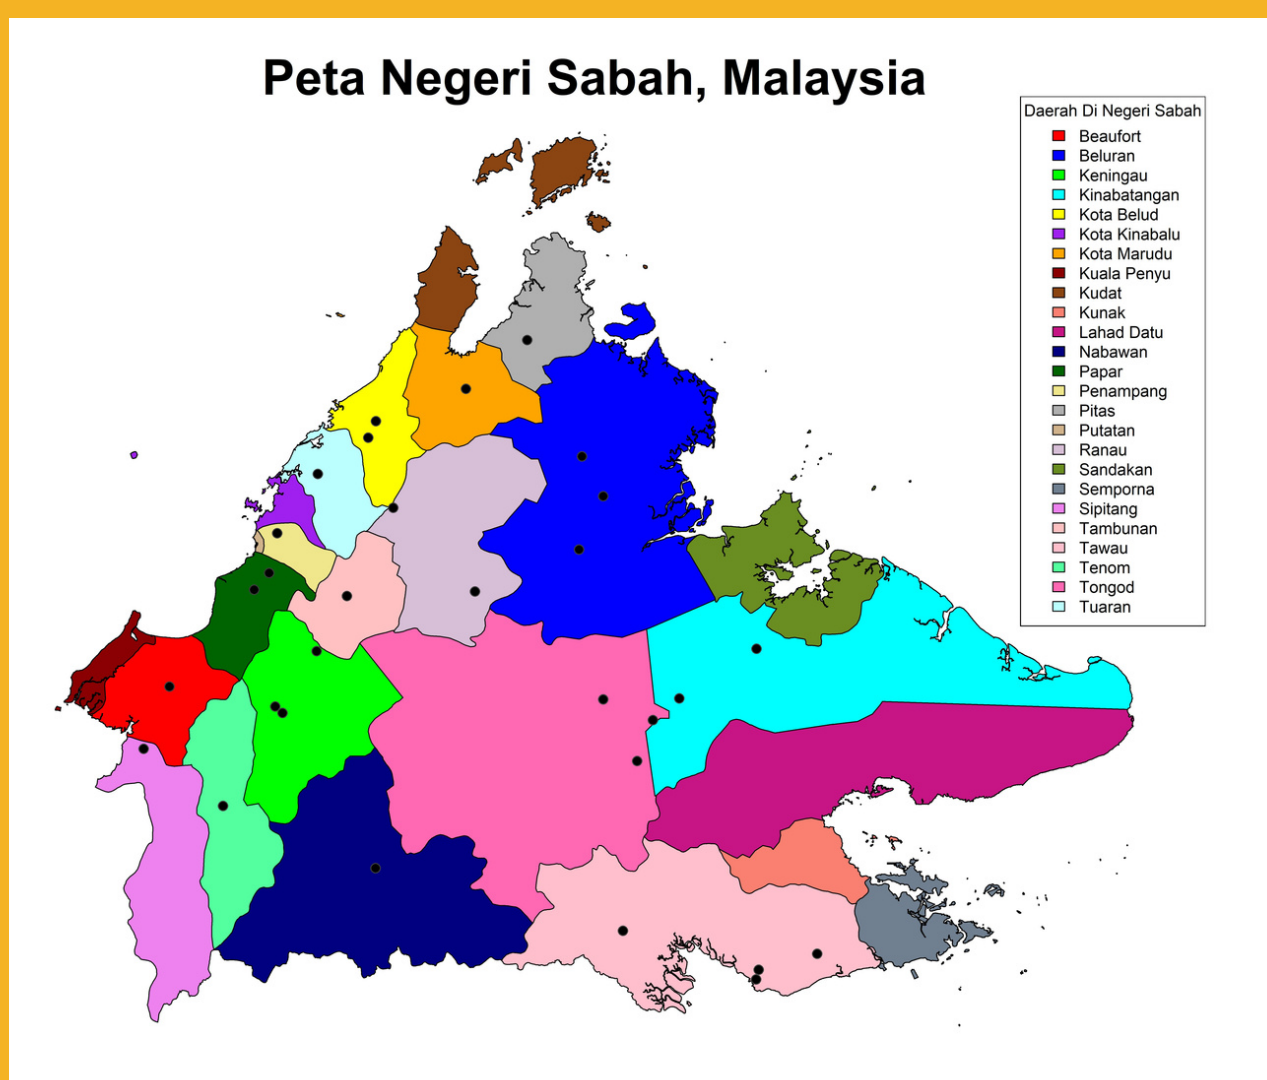 Peta Negeri Sabah, Malaysia
Daerah Di Negeri Sabah
Beaufort
Beluran
Keningau
Kinabatangan
Kota Belud
Kota Kinabalu
Kota Marudu
Kuala Penyu
Kudat
Kunak
Lahad Datu
Nabawan
Papar
Penampang
Pitas
Putatan
Ranau
Sandakan
Semporna
Sipitang
Tambunan
Tawau
Tenom
Tongod
Tuaran